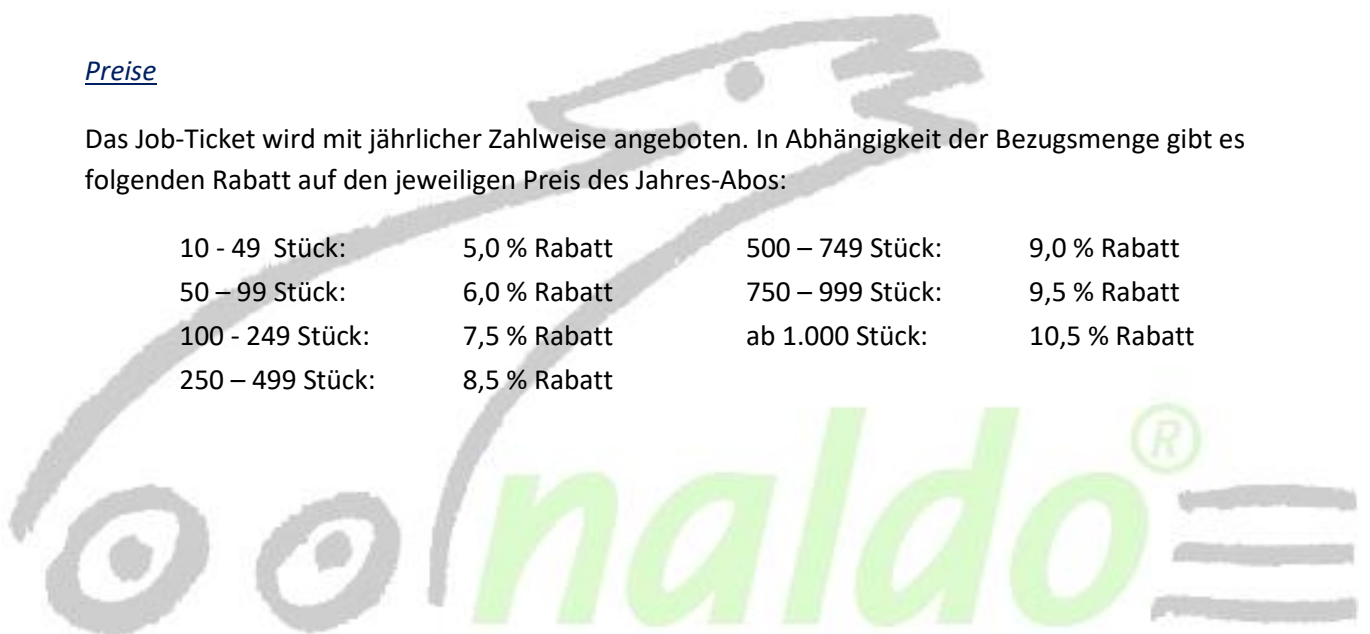 Preise
Das Job-Ticket wird mit jährlicher Zahlweise angeboten. In Abhängigkeit der Bezugsmenge gibt es
folgenden Rabatt auf den jeweiligen Preis des Jahres-Abos:
10 - 49 Stück: 5,0 % Rabatt 500 – 749 Stück: 9,0 % Rabatt
50 – 99 Stück: 6,0 % Rabatt 750 – 999 Stück: 9,5 % Rabatt
100 - 249 Stück: 7,5 % Rabatt ab 1.000 Stück: 10,5 % Rabatt
250 – 499 Stück: 8,5 % Rabatt
naldo®